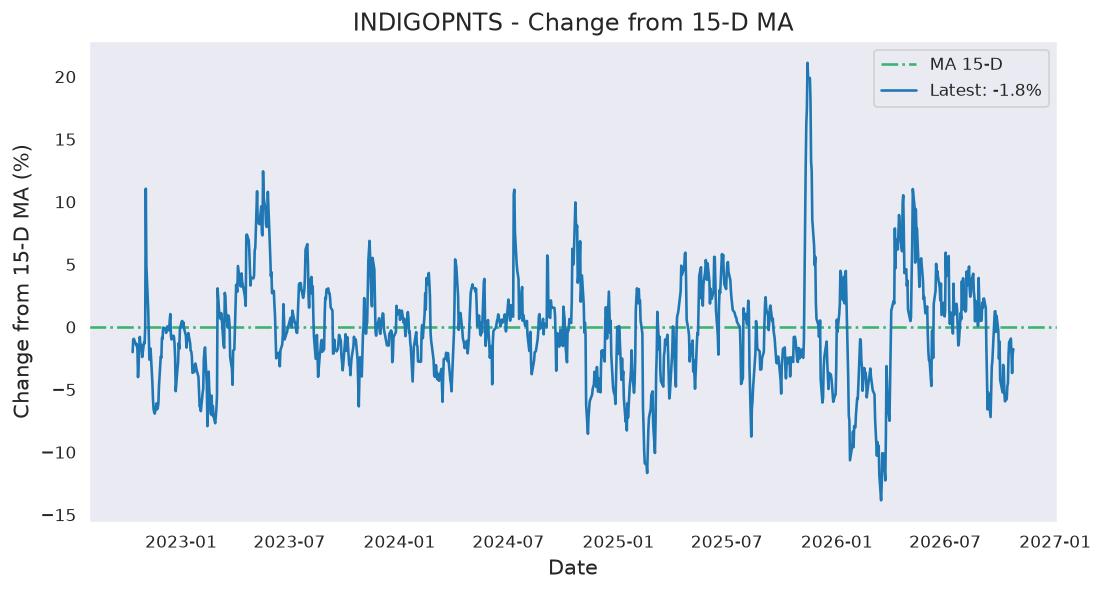 INDIGOPNTS - Change from 15-D MA
MA 15-D
Latest: -1.8%
Change from 15-D MA (%)
20
15
10
5
0
−5
−10
−15
2023-01 2023-07 2024-01 2024-07 2025-01 2025-07 2026-01 2026-07 2027-01
Date